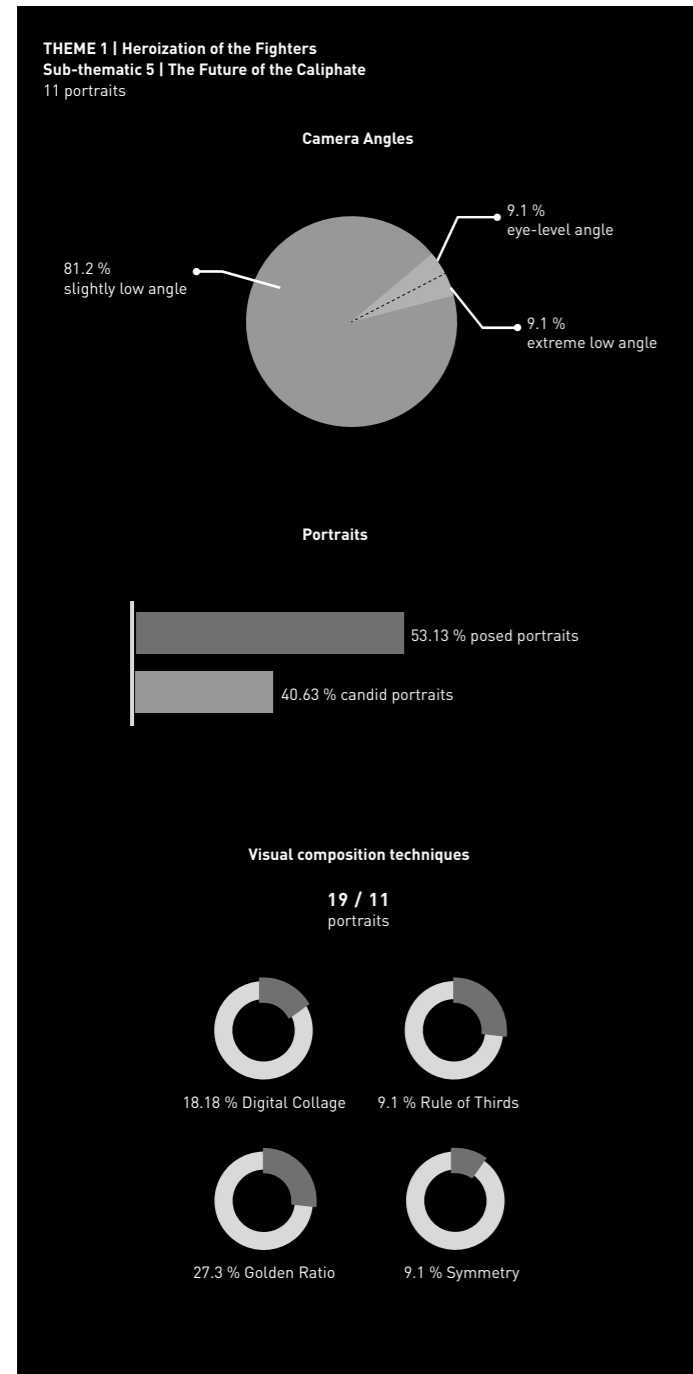 THEME 1 | Heroization of the Fighters
Sub-thematic 5 | The Future of the Caliphate
11 portraits
Camera Angles
9.1 %
eye-level angle
81.2 %
slightly low angle
9.1 %
extreme low angle
Portraits
53.13 % posed portraits
40.63 % candid portraits
Visual composition techniques
19 / 11
portraits
18.18 % Digital Collage
9.1 % Rule of Thirds
27.3 % Golden Ratio
9.1 % Symmetry